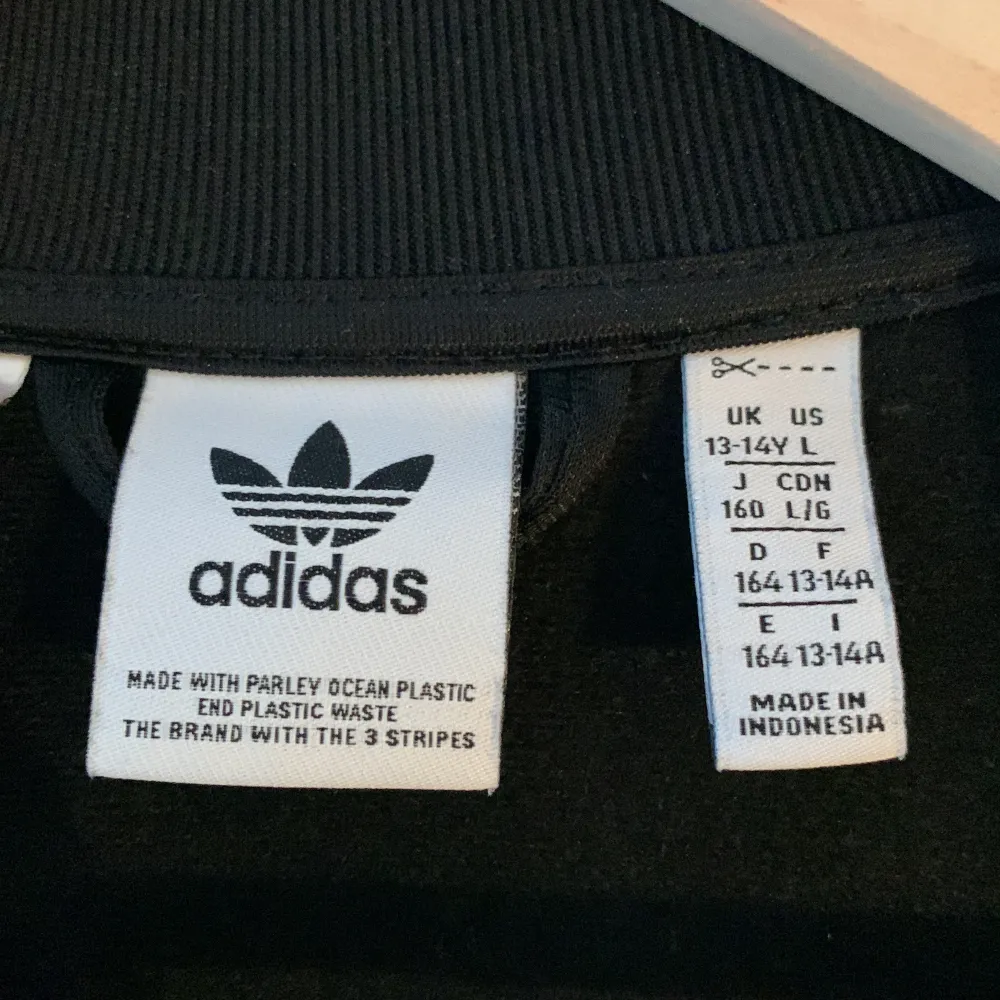 adidas
MADE WITH PARLEY OCEAN PLASTIC
END PLASTIC WASTE
THE BRAND WITH THE 3 STRIPES
UK US
13-14Y L
J CDN
160 L/G
D F
164 13-14A
E I
164 13-14A
MADE IN
INDONESIA